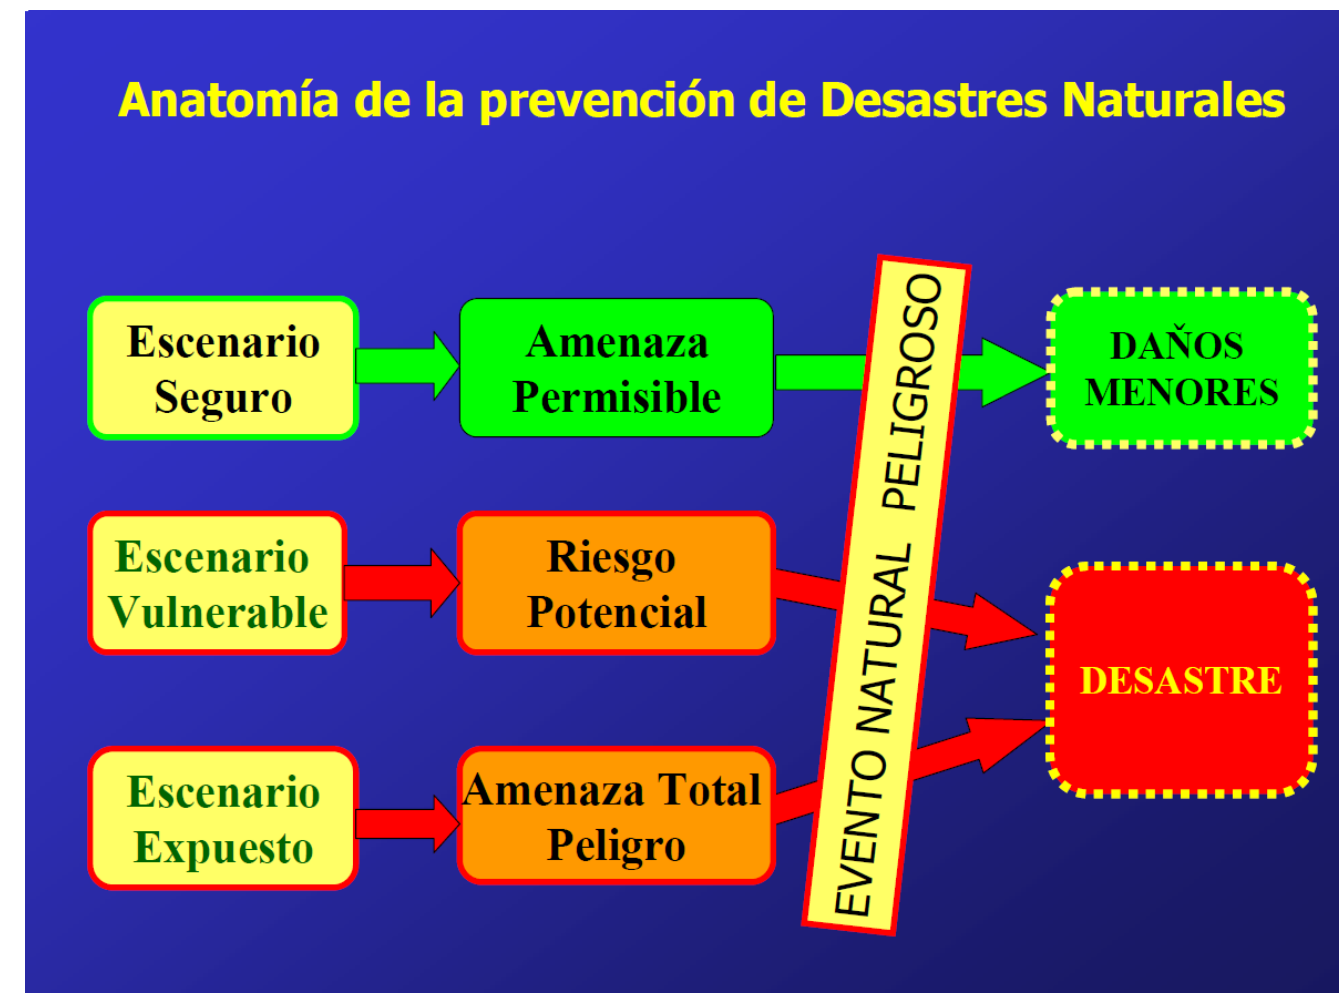 Anatomía de la prevención de Desastres Naturales
Escenario
Seguro
Amenaza
Permisible
DAŇOS
MENORES
Escenario
Vulnerable
Riesgo
Potencial
EVENTO NATURAL PELIGROSO
DESASTRE
Escenario
Expuesto
Amenaza Total
Peligro